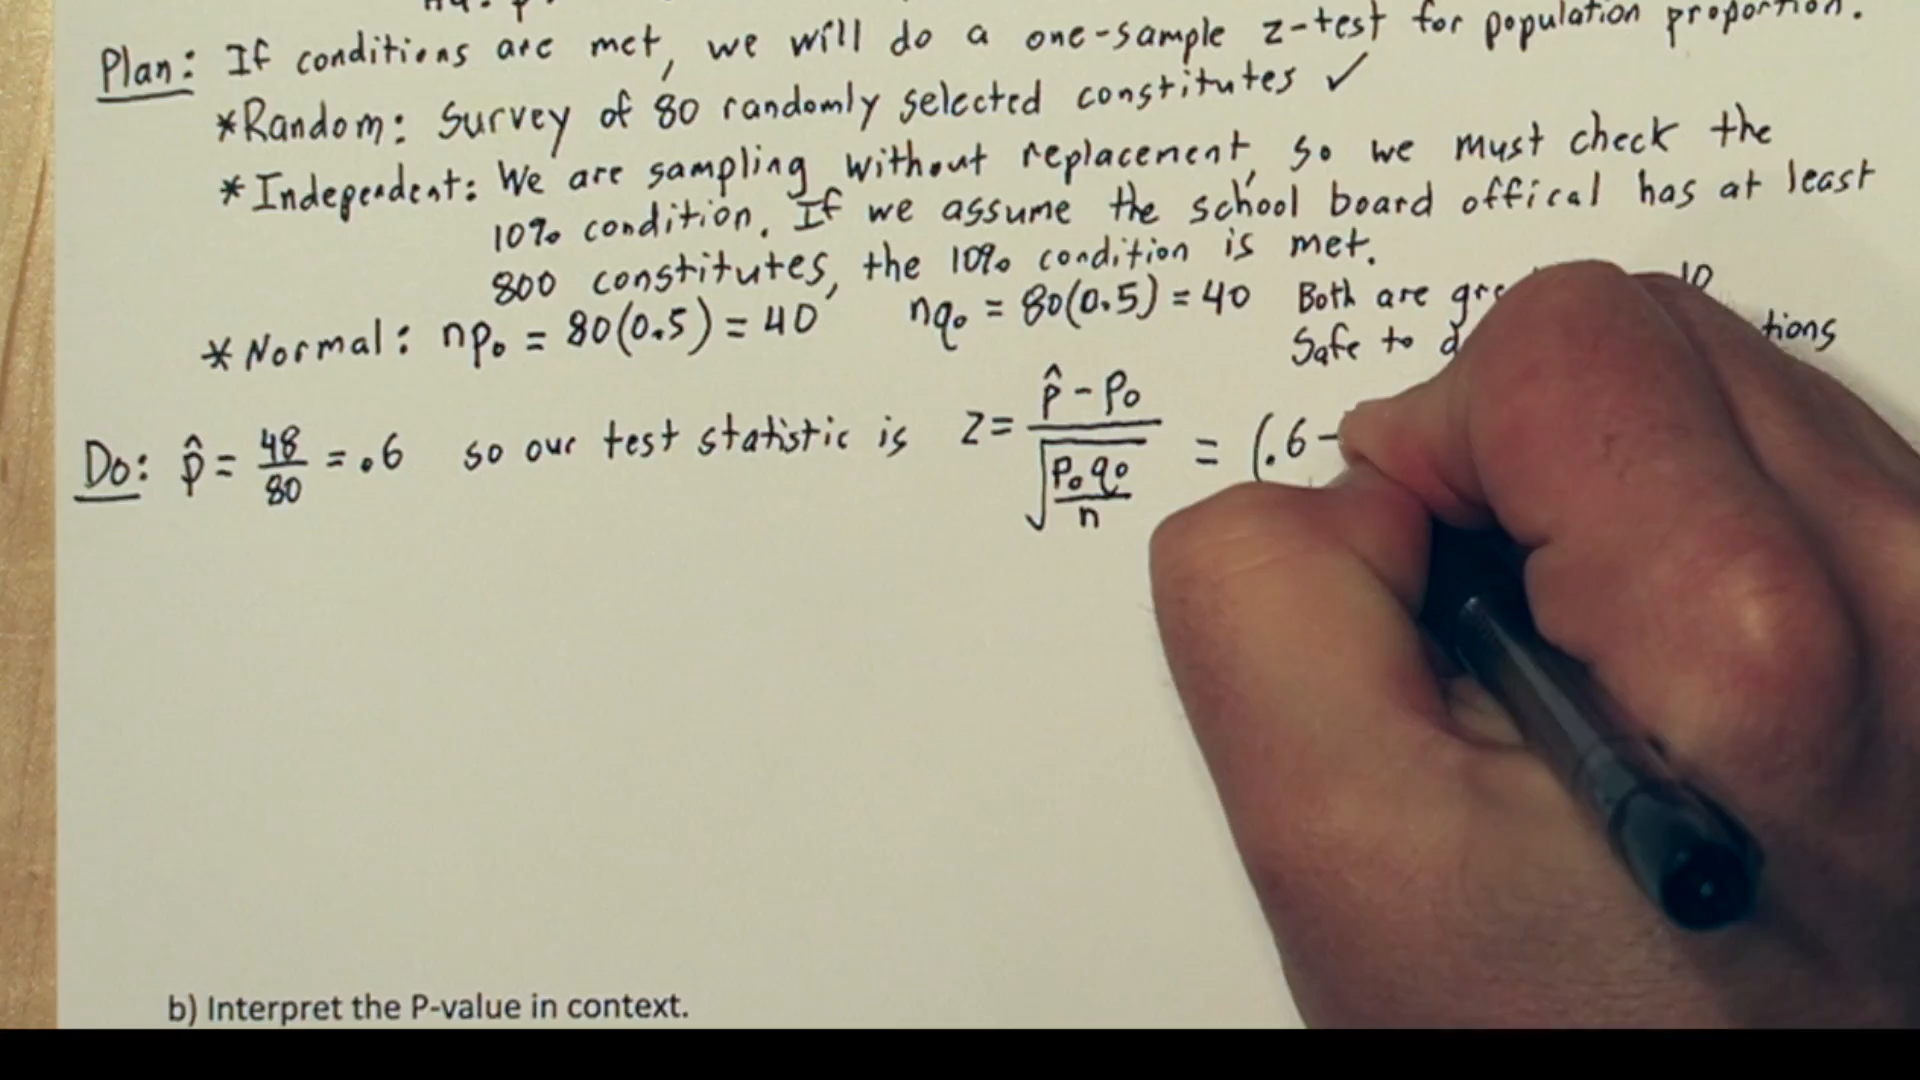 Plan: If conditions are met, we will do a one-sample z-test for population proportion.
*Random: Survey of 80 randomly selected constitutes ✓
*Independent: We are sampling without replacement, so we must check the
10% condition. If we assume the school board offical has at least
800 constitutes, the 10% condition is met.
*Normal: np₀ = 80(0.5) = 40 nq₀ = 80(0.5) = 40 Both are 10
Safe to
Do: p̂ = 48/80 = .6 so our test statistic is z = (p̂ - p₀)/√(p₀q₀/n) = (.6 -
b) Interpret the P-value in context.